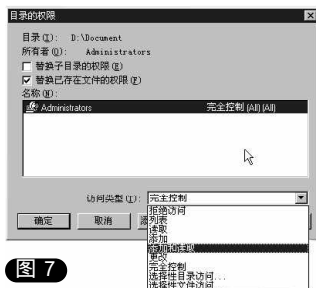 目录的权限
目录(I): D:\Document
所有者(O): Administrators
替换子目录的权限(E)
替换已存在文件的权限(F)
名称(N):
Administrators 完全控制 (All) (All)
访问类型(T): 完全控制
确定 取消
拒绝访问
列表
读取
添加
添加和读取
更改
完全控制
选择性目录访问...
选择性文件访问
图 7